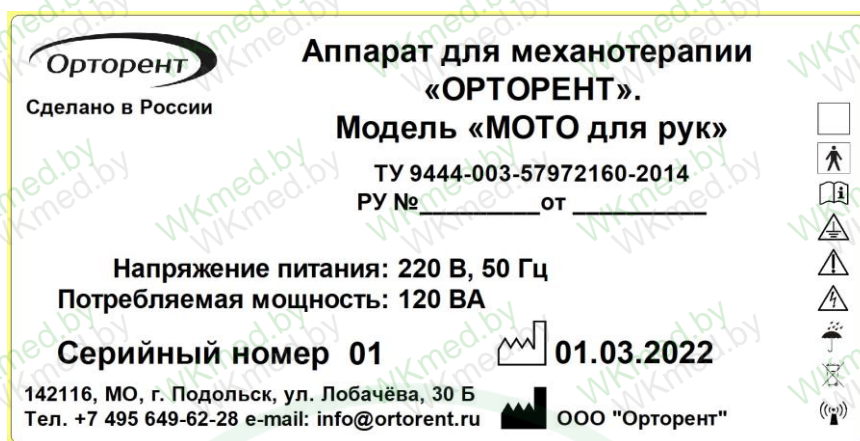 Орторент
Сделано в России
Аппарат для механотерапии
«ОРТОРЕНТ».
Модель «МОТО для рук»
ТУ 9444-003-57972160-2014
РУ №__________от ___________
Напряжение питания: 220 В, 50 Гц
Потребляемая мощность: 120 ВА
Серийный номер 01
01.03.2022
142116, МО, г. Подольск, ул. Лобачёва, 30 Б
Тел. +7 495 649-62-28 e-mail: info@ortorent.ru
ООО "Орторент"
WKmed.by